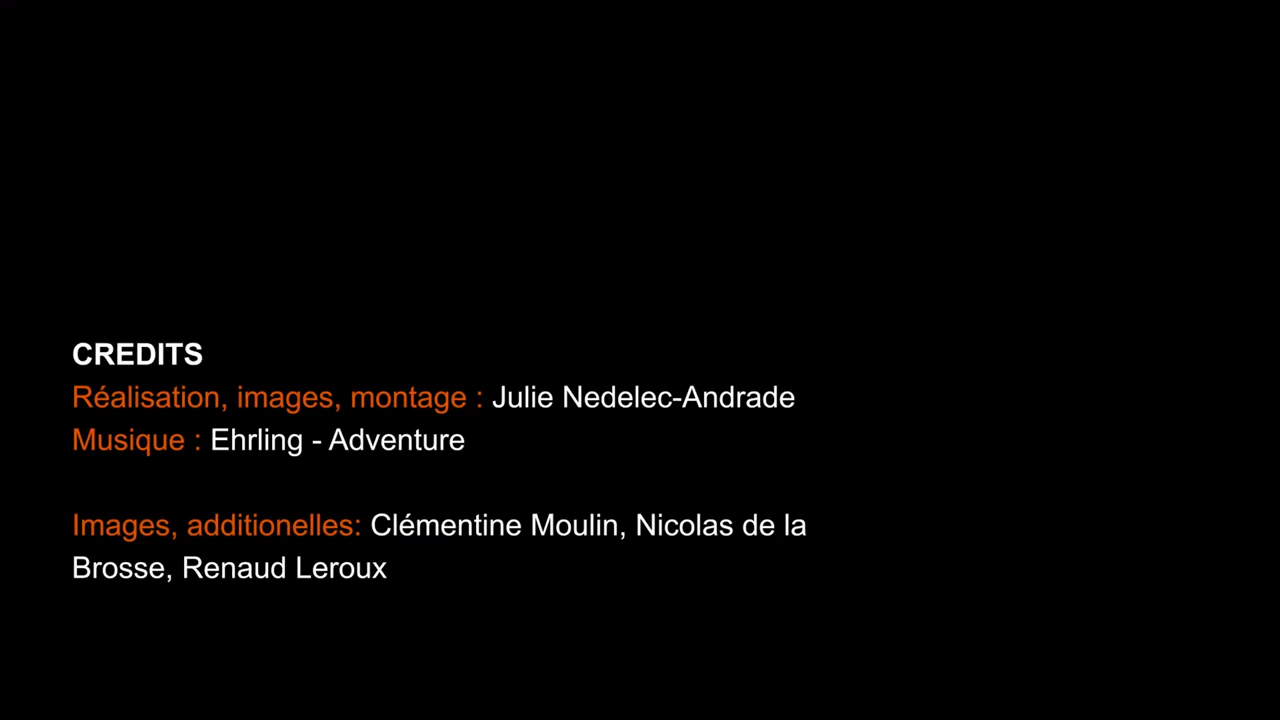 CREDITS
Réalisation, images, montage : Julie Nedelec-Andrade
Musique : Ehrling - Adventure
Images, additionelles: Clémentine Moulin, Nicolas de la
Brosse, Renaud Leroux